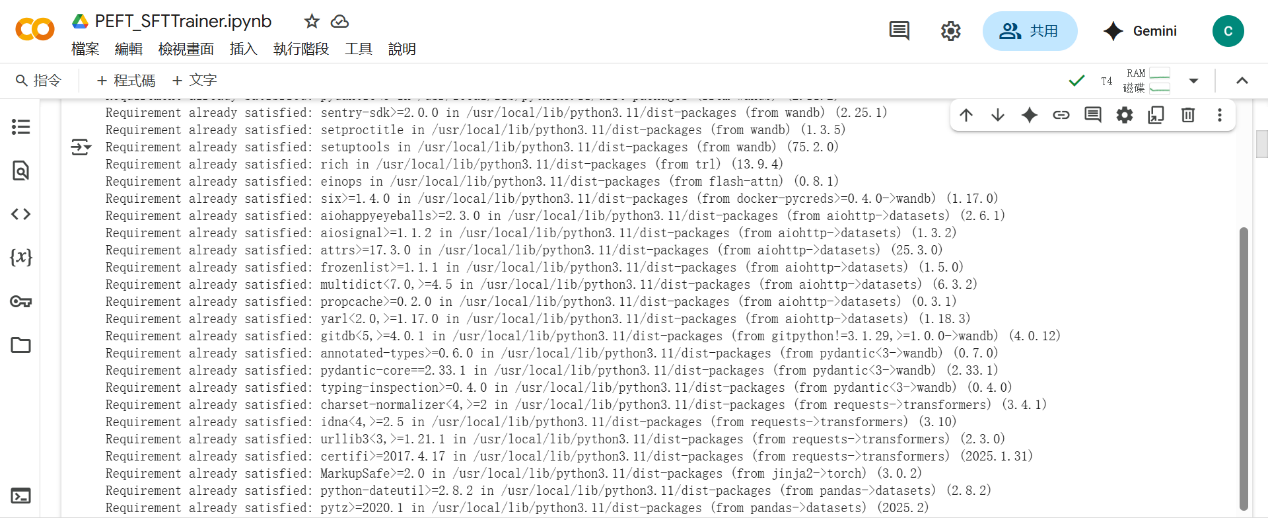 PEFT_SFTTrainer.ipynb
檔案 編輯 檢視畫面 插入 執行階段 工具 說明
共用
Gemini
C
指令 + 程式碼 + 文字
T4 RAM 磁碟
Requirement already satisfied: sentry-sdk>=2.0.0 in /usr/local/lib/python3.11/dist-packages (from wandb) (2.25.1)
Requirement already satisfied: setproctitle in /usr/local/lib/python3.11/dist-packages (from wandb) (1.3.5)
Requirement already satisfied: setuptools in /usr/local/lib/python3.11/dist-packages (from wandb) (75.2.0)
Requirement already satisfied: rich in /usr/local/lib/python3.11/dist-packages (from trl) (13.9.4)
Requirement already satisfied: einops in /usr/local/lib/python3.11/dist-packages (from flash-attn) (0.8.1)
Requirement already satisfied: six>=1.4.0 in /usr/local/lib/python3.11/dist-packages (from docker-pycreds>=0.4.0->wandb) (1.17.0)
Requirement already satisfied: aiohappyeyeballs>=2.3.0 in /usr/local/lib/python3.11/dist-packages (from aiohttp->datasets) (2.6.1)
Requirement already satisfied: aiosignal>=1.1.2 in /usr/local/lib/python3.11/dist-packages (from aiohttp->datasets) (1.3.2)
Requirement already satisfied: attrs>=17.3.0 in /usr/local/lib/python3.11/dist-packages (from aiohttp->datasets) (25.3.0)
Requirement already satisfied: frozenlist>=1.1.1 in /usr/local/lib/python3.11/dist-packages (from aiohttp->datasets) (1.5.0)
Requirement already satisfied: multidict<7.0,>=4.5 in /usr/local/lib/python3.11/dist-packages (from aiohttp->datasets) (6.3.2)
Requirement already satisfied: propcache>=0.2.0 in /usr/local/lib/python3.11/dist-packages (from aiohttp->datasets) (0.3.1)
Requirement already satisfied: yarl<2.0,>=1.17.0 in /usr/local/lib/python3.11/dist-packages (from aiohttp->datasets) (1.18.3)
Requirement already satisfied: gitdb<5,>=4.0.1 in /usr/local/lib/python3.11/dist-packages (from gitpython!=3.1.29,>=1.0.0->wandb) (4.0.12)
Requirement already satisfied: annotated-types>=0.6.0 in /usr/local/lib/python3.11/dist-packages (from pydantic<3->wandb) (0.7.0)
Requirement already satisfied: pydantic-core==2.33.1 in /usr/local/lib/python3.11/dist-packages (from pydantic<3->wandb) (2.33.1)
Requirement already satisfied: typing-inspection>=0.4.0 in /usr/local/lib/python3.11/dist-packages (from pydantic<3->wandb) (0.4.0)
Requirement already satisfied: charset-normalizer<4,>=2 in /usr/local/lib/python3.11/dist-packages (from requests->transformers) (3.4.1)
Requirement already satisfied: idna<4,>=2.5 in /usr/local/lib/python3.11/dist-packages (from requests->transformers) (3.10)
Requirement already satisfied: urllib3<3,>=1.21.1 in /usr/local/lib/python3.11/dist-packages (from requests->transformers) (2.3.0)
Requirement already satisfied: certifi>=2017.4.17 in /usr/local/lib/python3.11/dist-packages (from requests->transformers) (2025.1.31)
Requirement already satisfied: MarkupSafe>=2.0 in /usr/local/lib/python3.11/dist-packages (from jinja2->torch) (3.0.2)
Requirement already satisfied: python-dateutil>=2.8.2 in /usr/local/lib/python3.11/dist-packages (from pandas->datasets) (2.8.2)
Requirement already satisfied: pytz>=2020.1 in /usr/local/lib/python3.11/dist-packages (from pandas->datasets) (2025.2)